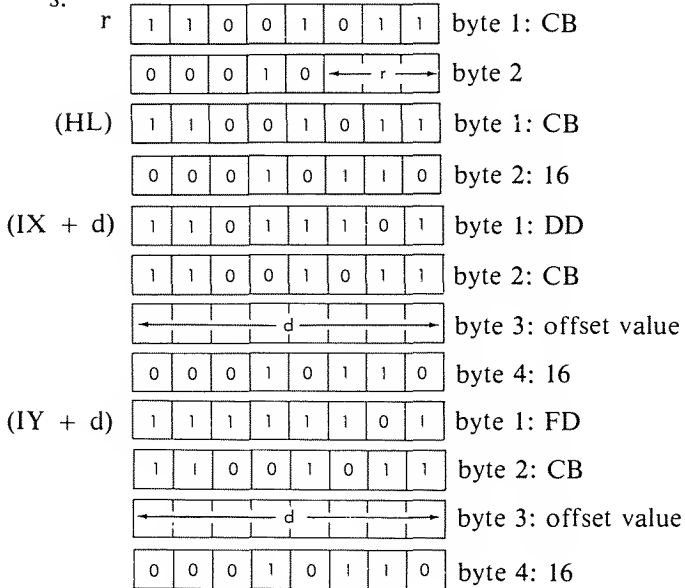 s:
r 1 1 0 0 1 0 1 1 byte 1: CB
0 0 0 1 0 r byte 2
(HL) 1 1 0 0 1 0 1 1 byte 1: CB
0 0 0 1 0 1 1 0 byte 2: 16
(IX + d) 1 1 0 1 1 1 0 1 byte 1: DD
1 1 0 0 1 0 1 1 byte 2: CB
d byte 3: offset value
0 0 0 1 0 1 1 0 byte 4: 16
(IY + d) 1 1 1 1 1 1 0 1 byte 1: FD
1 1 0 0 1 0 1 1 byte 2: CB
d byte 3: offset value
0 0 0 1 0 1 1 0 byte 4: 16